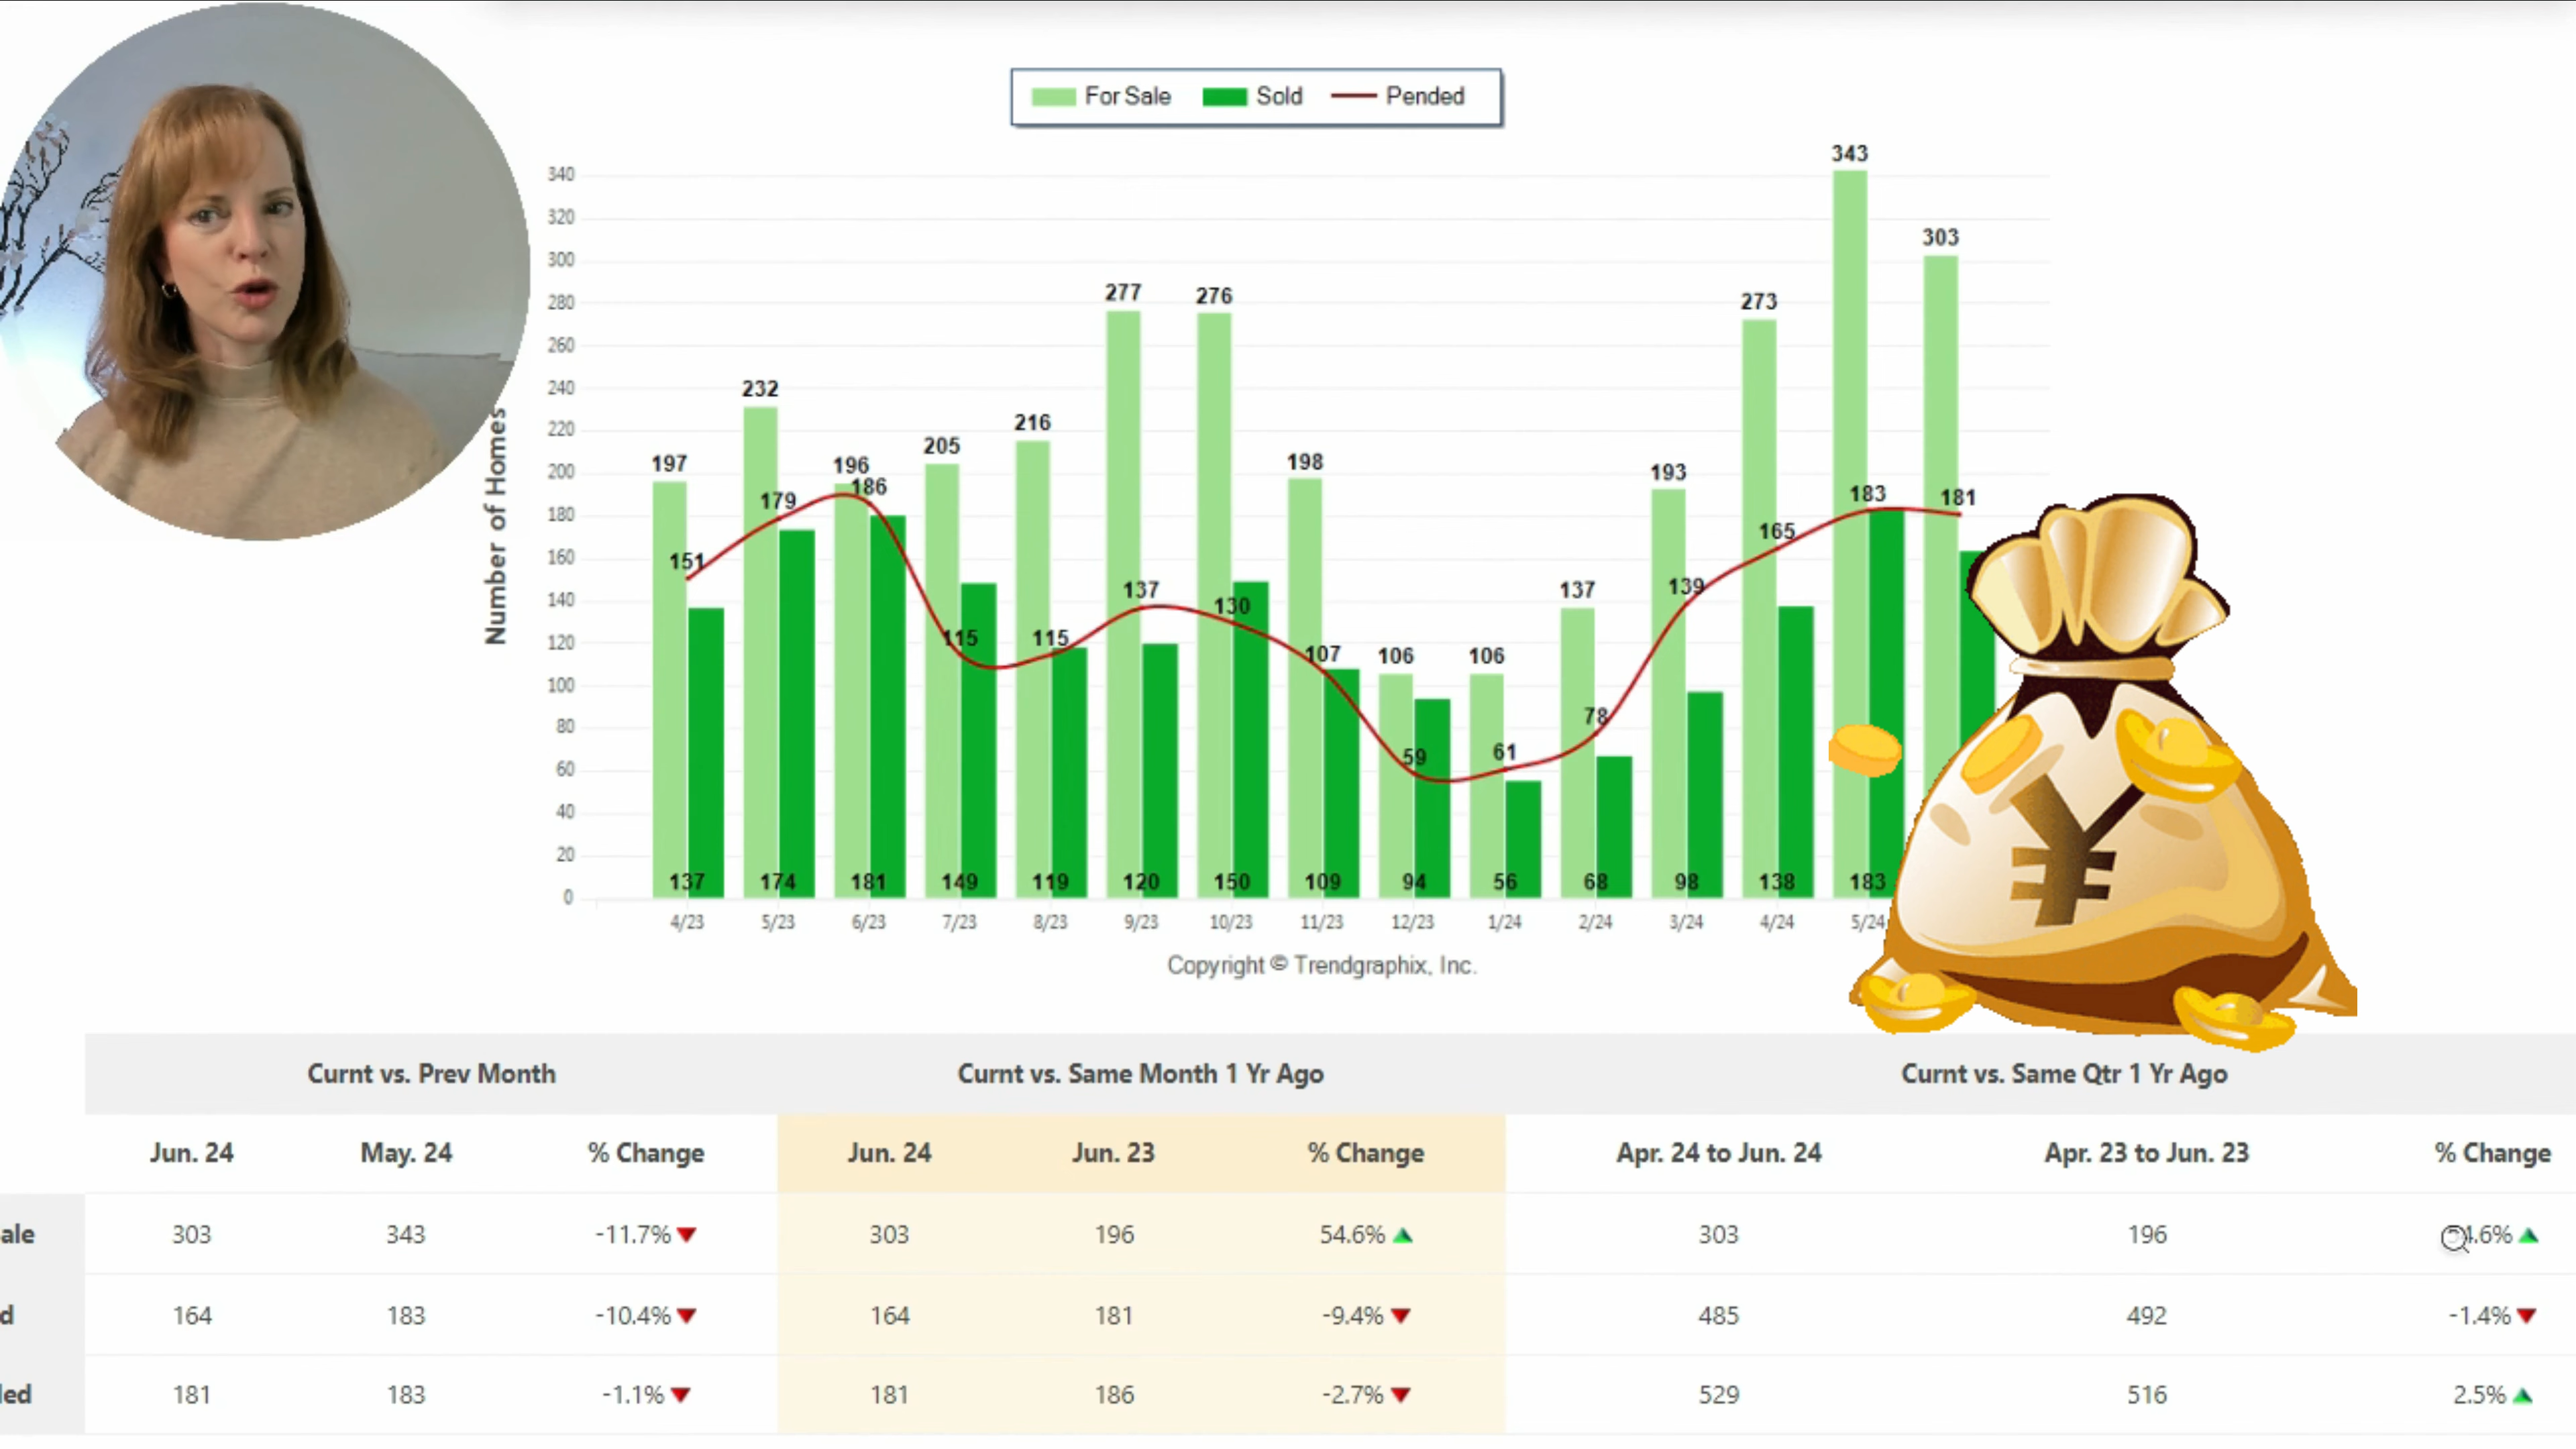 For Sale Sold Pended
Number of Homes
340
320
300
280
260
240
220
200
180
160
140
120
100
80
60
40
20
0
197 232 196 205 216 277 276 198 106 106 137 193 273 343 303
151 179 186 115 115 137 130 107 59 61 78 139 165 183 181
137 174 181 149 119 120 150 109 94 56 68 98 138 183
4/23 5/23 6/23 7/23 8/23 9/23 10/23 11/23 12/23 1/24 2/24 3/24 4/24 5/24
Copyright © Trendgraphix, Inc.
¥
Curnt vs. Prev Month Curnt vs. Same Month 1 Yr Ago Curnt vs. Same Qtr 1 Yr Ago
Jun. 24 May. 24 % Change Jun. 24 Jun. 23 % Change Apr. 24 to Jun. 24 Apr. 23 to Jun. 23 % Change
ale 303 343 -11.7% 303 196 54.6% 303 196 4.6%
d 164 183 -10.4% 164 181 -9.4% 485 492 -1.4%
led 181 183 -1.1% 181 186 -2.7% 529 516 2.5%